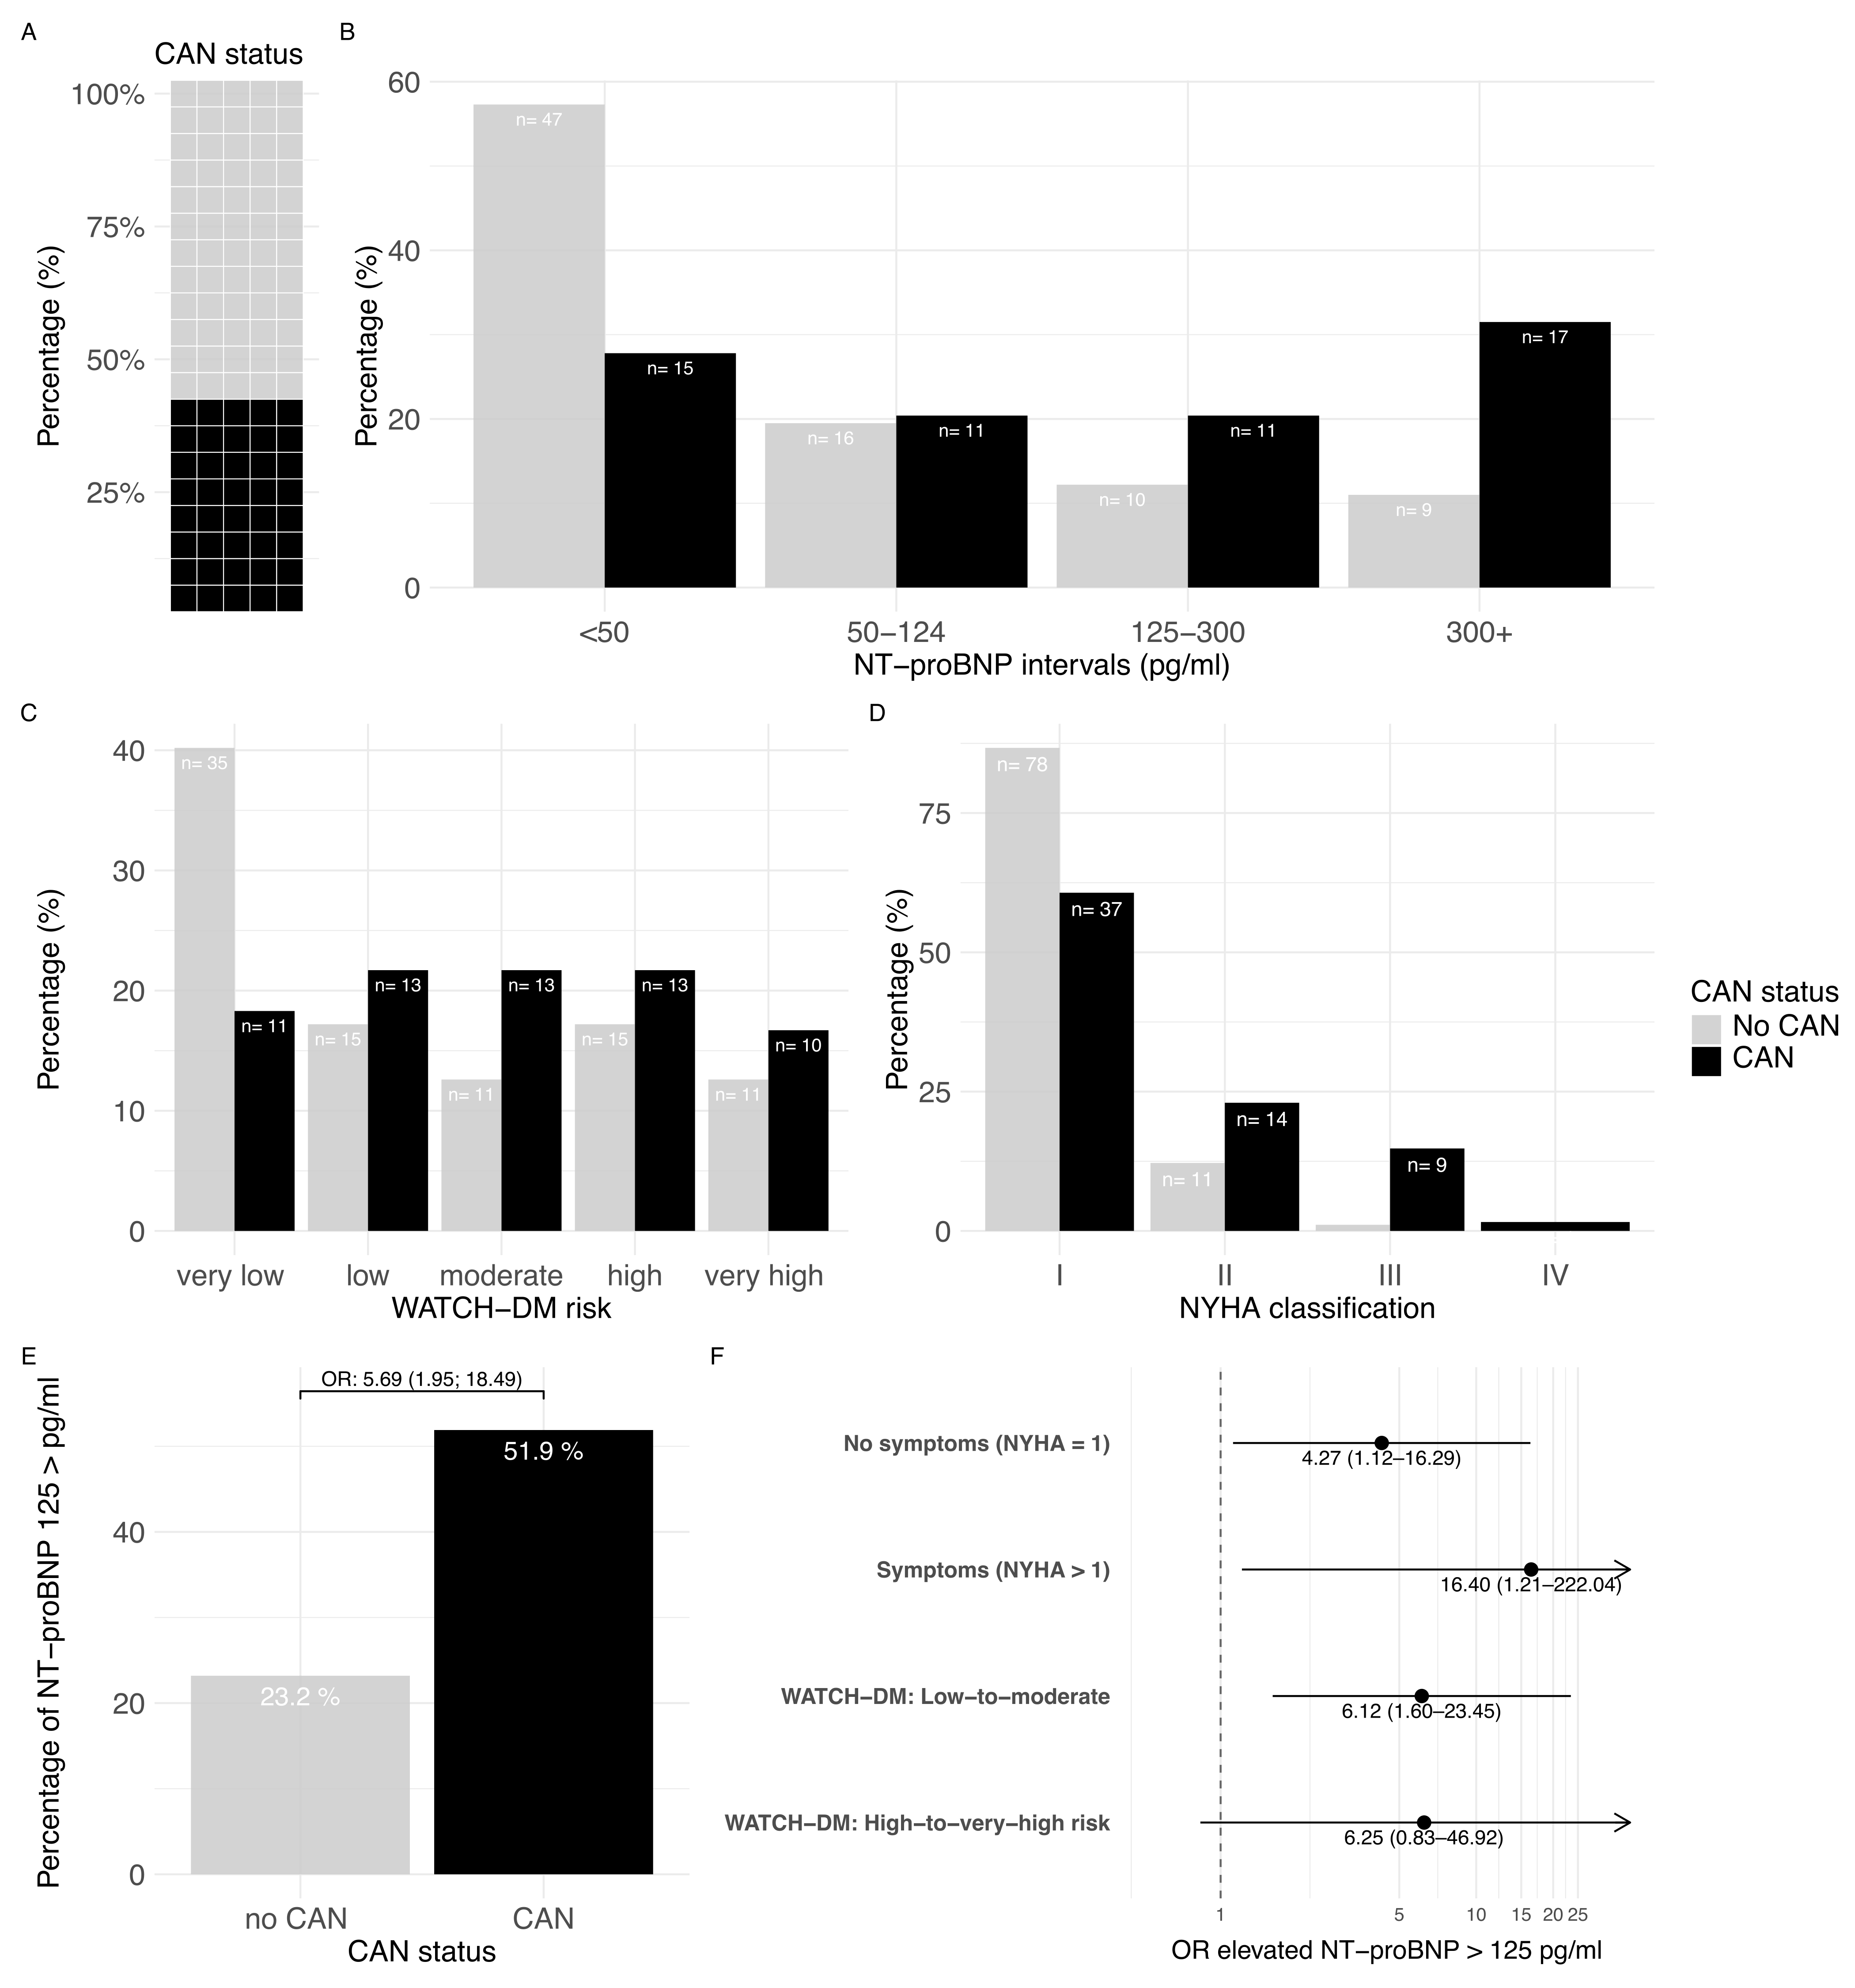 A
CAN status
100%
75%
50%
25%
Percentage (%)
B
60
40
20
0
Percentage (%)
n= 47
n= 15
n= 16
n= 11
n= 10
n= 11
n= 9
n= 17
<50
50–124
125–300
300+
NT–proBNP intervals (pg/ml)
C
40
30
20
10
0
Percentage (%)
n= 35
n= 11
n= 15
n= 13
n= 11
n= 13
n= 15
n= 13
n= 11
n= 10
very low
low
moderate
high
very high
WATCH–DM risk
D
75
50
25
0
Percentage (%)
n= 78
n= 37
n= 11
n= 14
n= 9
I
II
III
IV
NYHA classification
CAN status
No CAN
CAN
E
Percentage of NT–proBNP 125 > pg/ml
40
20
0
OR: 5.69 (1.95; 18.49)
23.2 %
51.9 %
no CAN
CAN
CAN status
F
No symptoms (NYHA = 1)
4.27 (1.12–16.29)
Symptoms (NYHA > 1)
16.40 (1.21–222.04)
WATCH–DM: Low–to–moderate
6.12 (1.60–23.45)
WATCH–DM: High–to–very–high risk
6.25 (0.83–46.92)
1
5
10
15
20
25
OR elevated NT–proBNP > 125 pg/ml